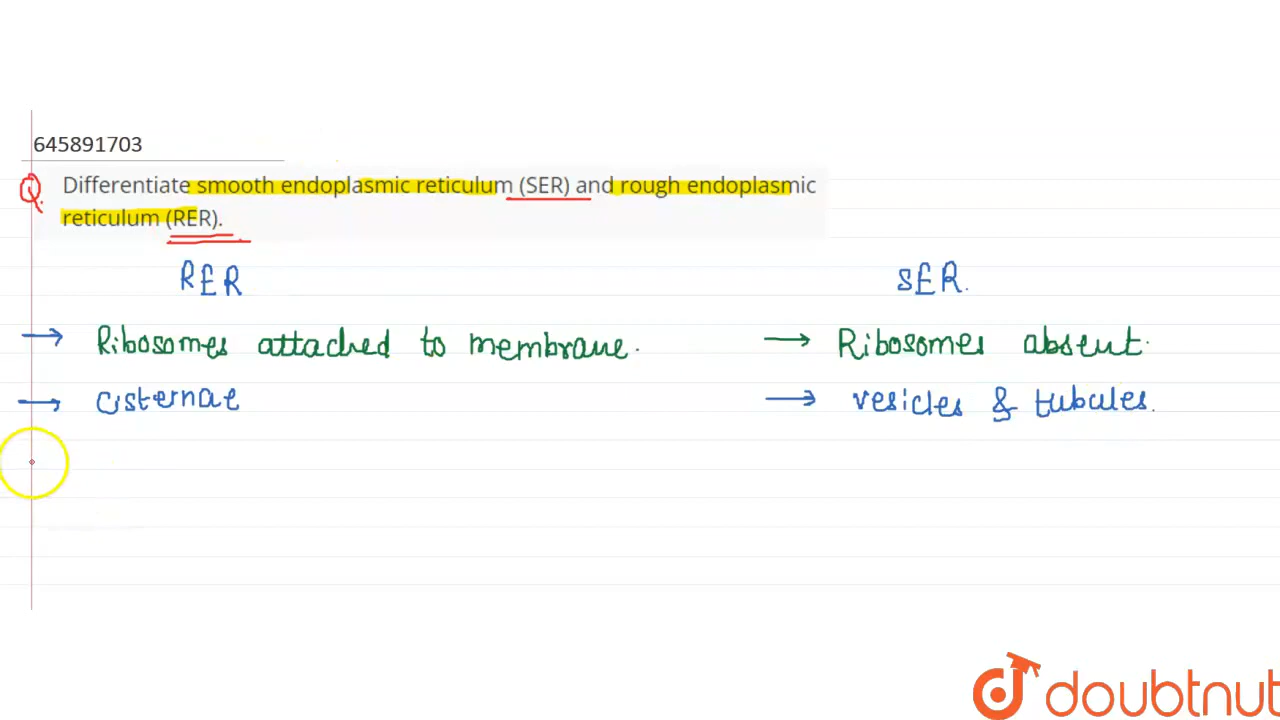 645891703
Q. Differentiate smooth endoplasmic reticulum (SER) and rough endoplasmic
reticulum (RER).
RER SER.
→ Ribosomes attached to membrane. → Ribosomes absent.
→ Cisternae → vesicles & tubules.
doubtnut